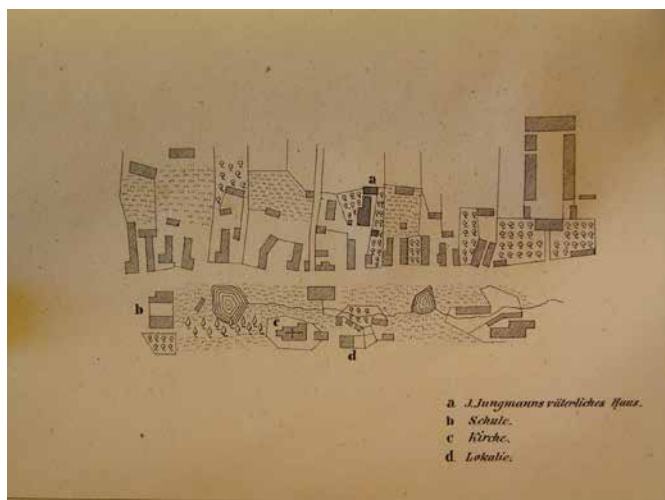 a
b
c
d
a J. Jungmanns väterliches Haus.
b Schule.
c Kirche.
d Lokalie.